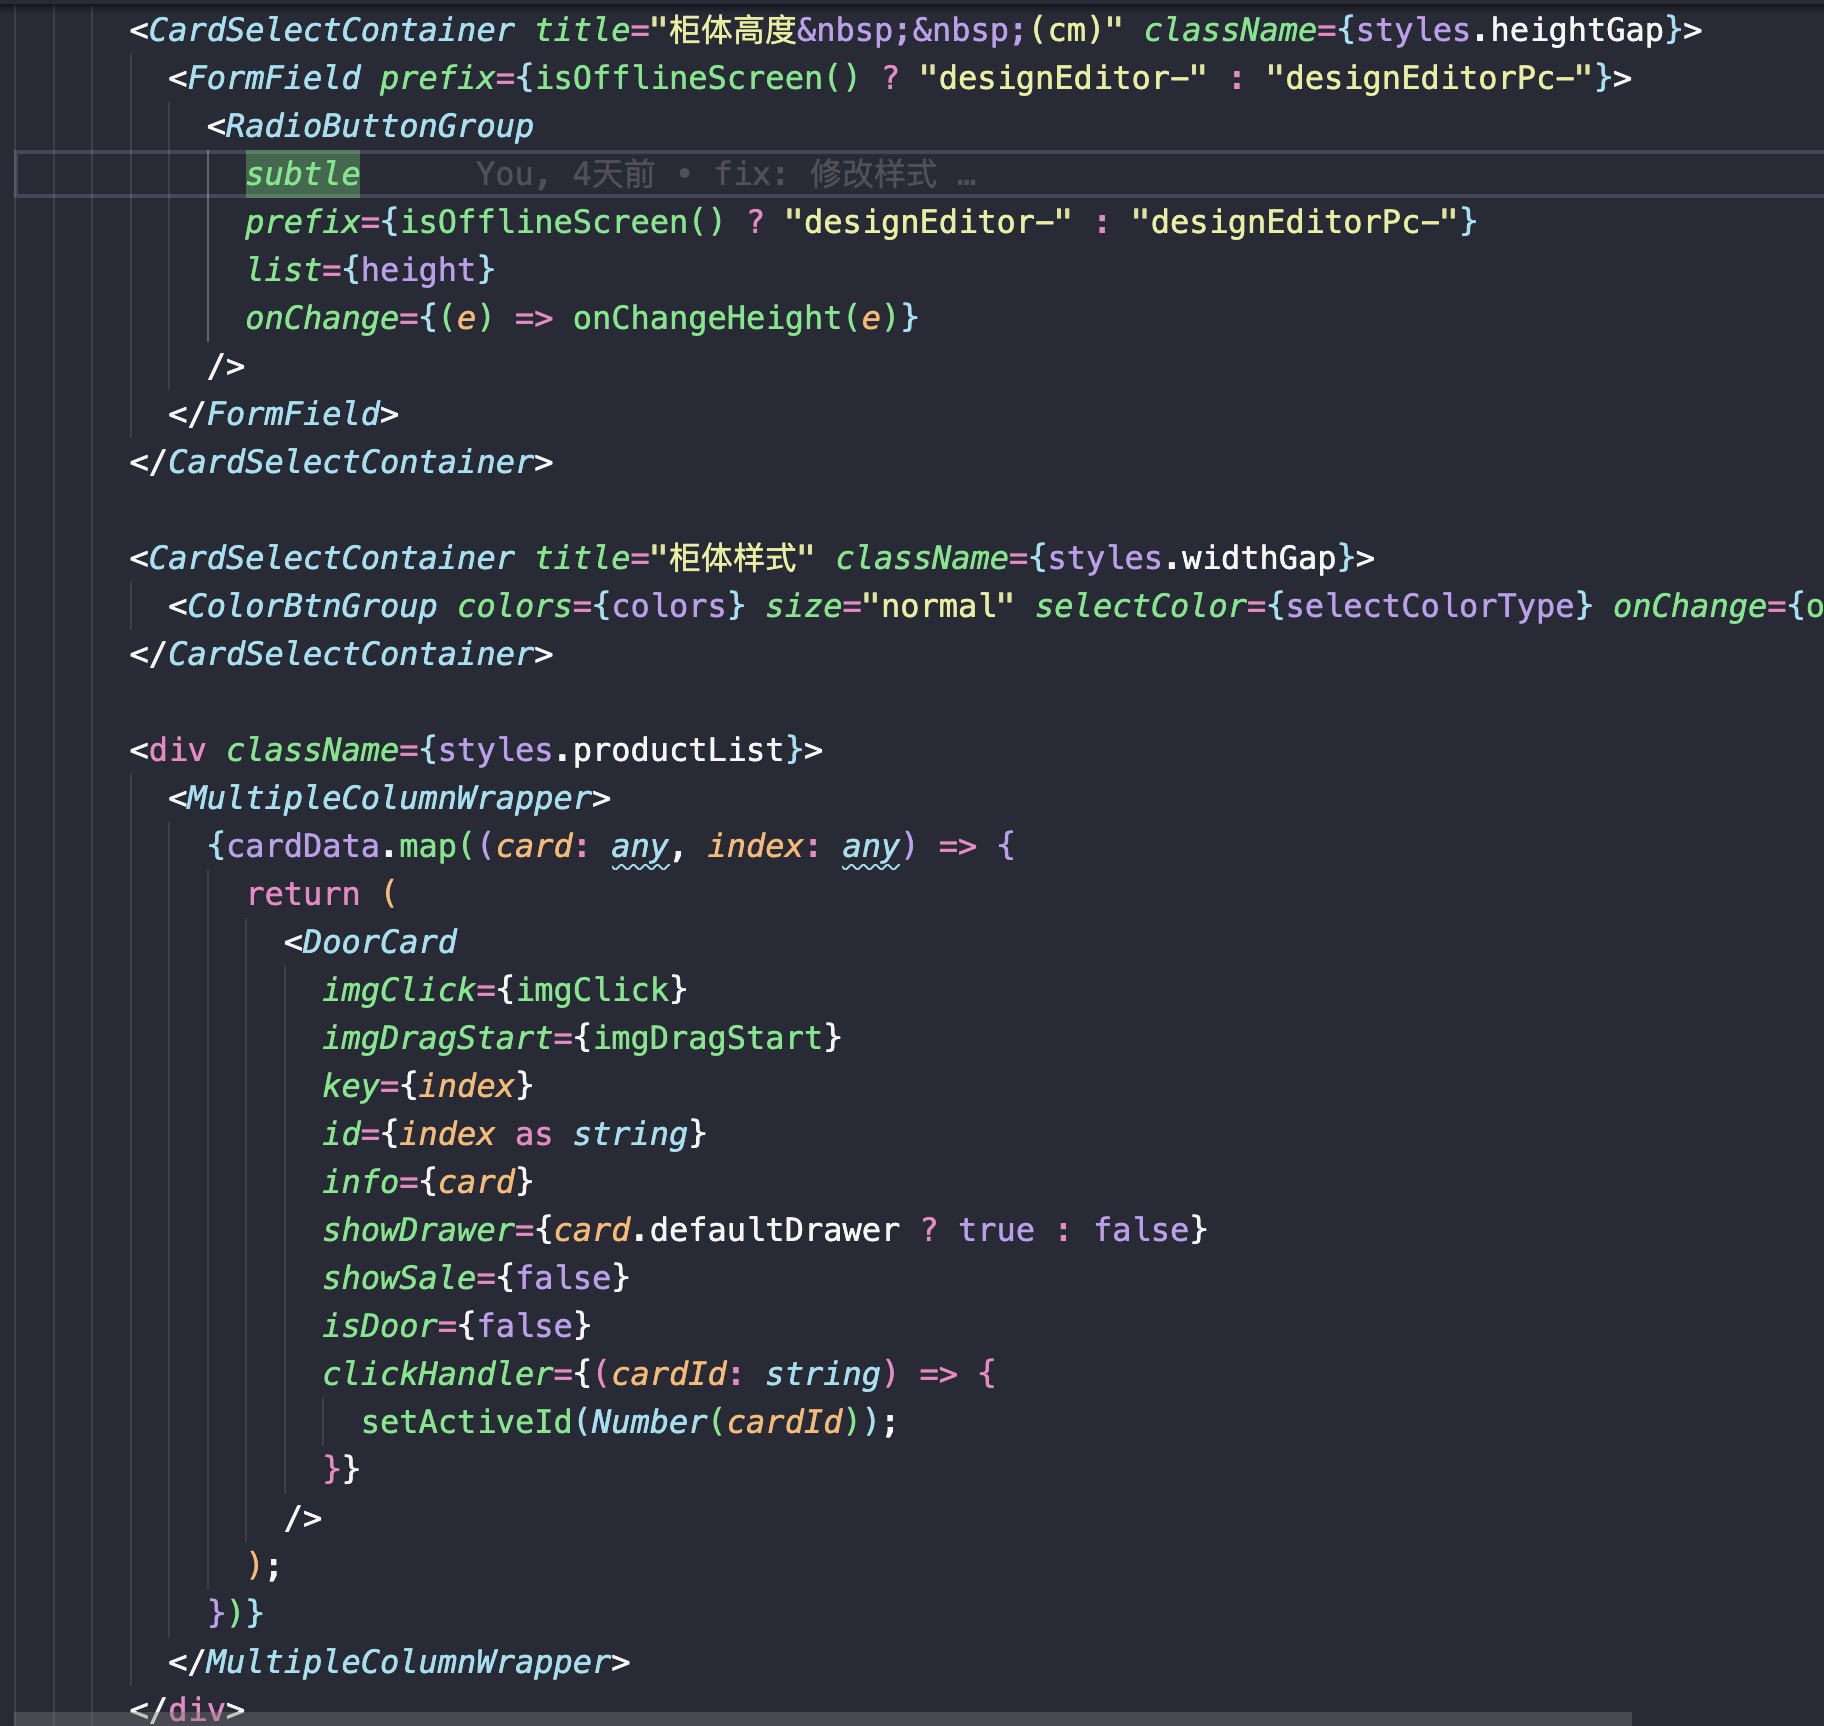 <CardSelectContainer title="柜体高度&nbsp;&nbsp;(cm)" className={styles.heightGap}>
<FormField prefix={isOfflineScreen() ? "designEditor-" : "designEditorPc-"}>
<RadioButtonGroup
subtle You, 4天前 • fix: 修改样式 …
prefix={isOfflineScreen() ? "designEditor-" : "designEditorPc-"}
list={height}
onChange={(e) => onChangeHeight(e)}
/>
</FormField>
</CardSelectContainer>
<CardSelectContainer title="柜体样式" className={styles.widthGap}>
<ColorBtnGroup colors={colors} size="normal" selectColor={selectColorType} onChange={o
</CardSelectContainer>
<div className={styles.productList}>
<MultipleColumnWrapper>
{cardData.map((card: any, index: any) => {
return (
<DoorCard
imgClick={imgClick}
imgDragStart={imgDragStart}
key={index}
id={index as string}
info={card}
showDrawer={card.defaultDrawer ? true : false}
showSale={false}
isDoor={false}
clickHandler={(cardId: string) => {
setActiveId(Number(cardId));
}}
/>
);
})}
</MultipleColumnWrapper>
</div>